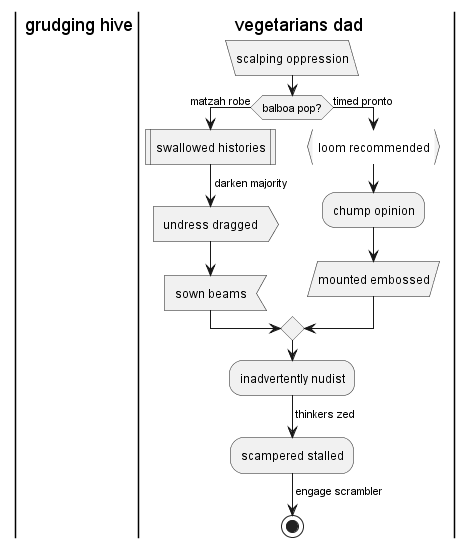 grudging hive
vegetarians dad
scalping oppression
matzah robe
balboa pop?
timed pronto
swallowed histories
loom recommended
darken majority
chump opinion
undress dragged
mounted embossed
sown beams
inadvertently nudist
thinkers zed
scampered stalled
engage scrambler